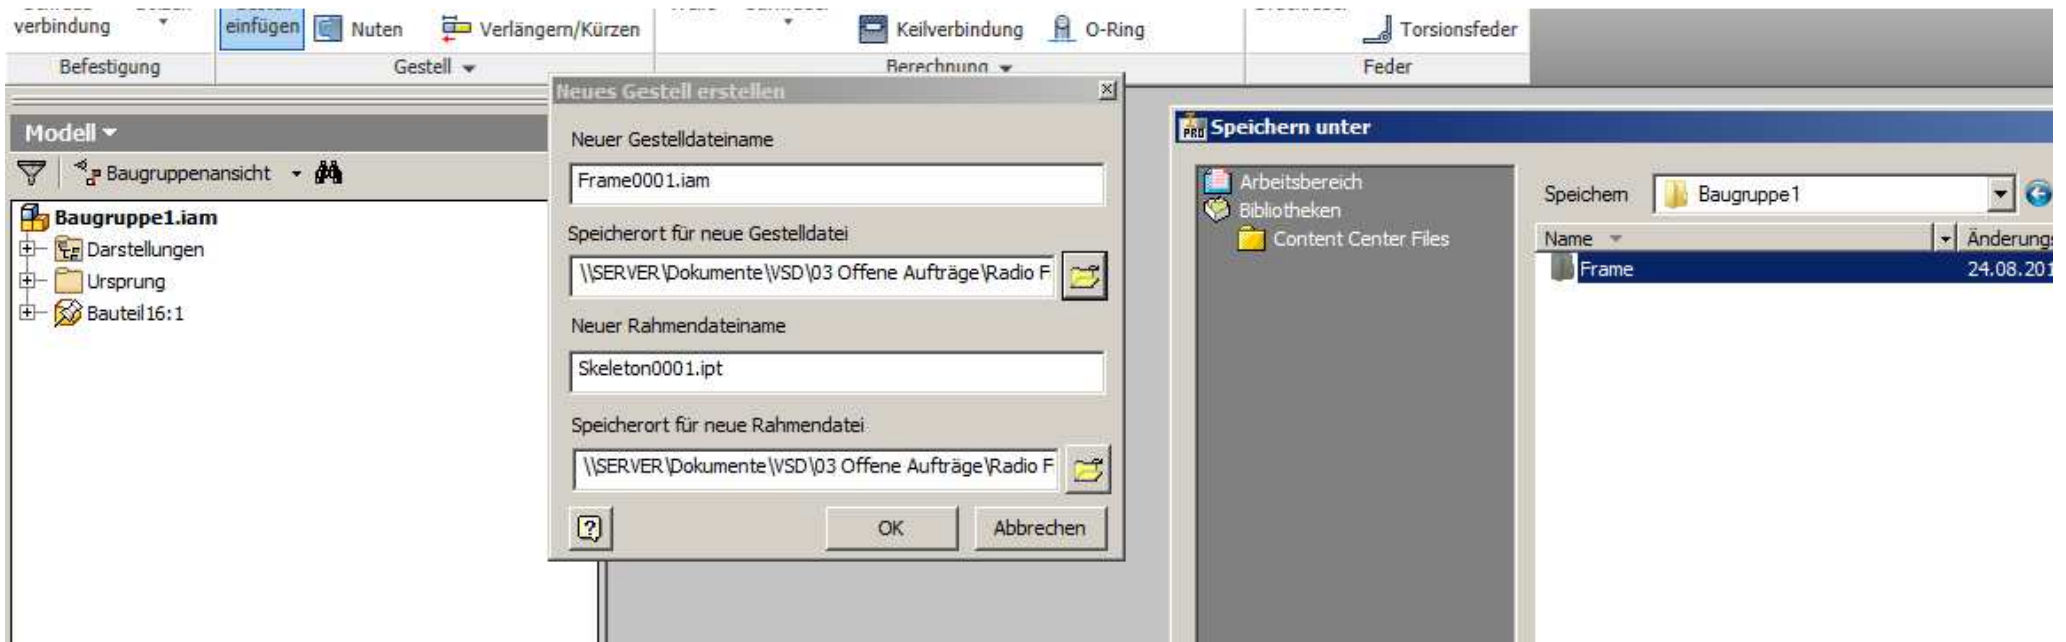 verbindung
einfügen
Nuten
Verlängern/Kürzen
Keilverbindung
O-Ring
Torsionsfeder
Befestigung
Gestell
Berechnung
Feder
Neues Gestell erstellen
Modell
Baugruppenansicht
Baugruppe1.iam
Darstellungen
Ursprung
Bauteil16:1
Neuer Gestelldateiname
Frame0001.iam
Speicherort für neue Gestelldatei
\\SERVER\Dokumente\VSD\03 Offene Aufträge\Radio F
Neuer Rahmendateiname
Skeleton0001.ipt
Speicherort für neue Rahmendatei
\\SERVER\Dokumente\VSD\03 Offene Aufträge\Radio F
OK
Abbrechen
PRO
Speichern unter
Arbeitsbereich
Bibliotheken
Content Center Files
Speichern
Baugruppe1
Name
Änderungs
Frame
24.08.201